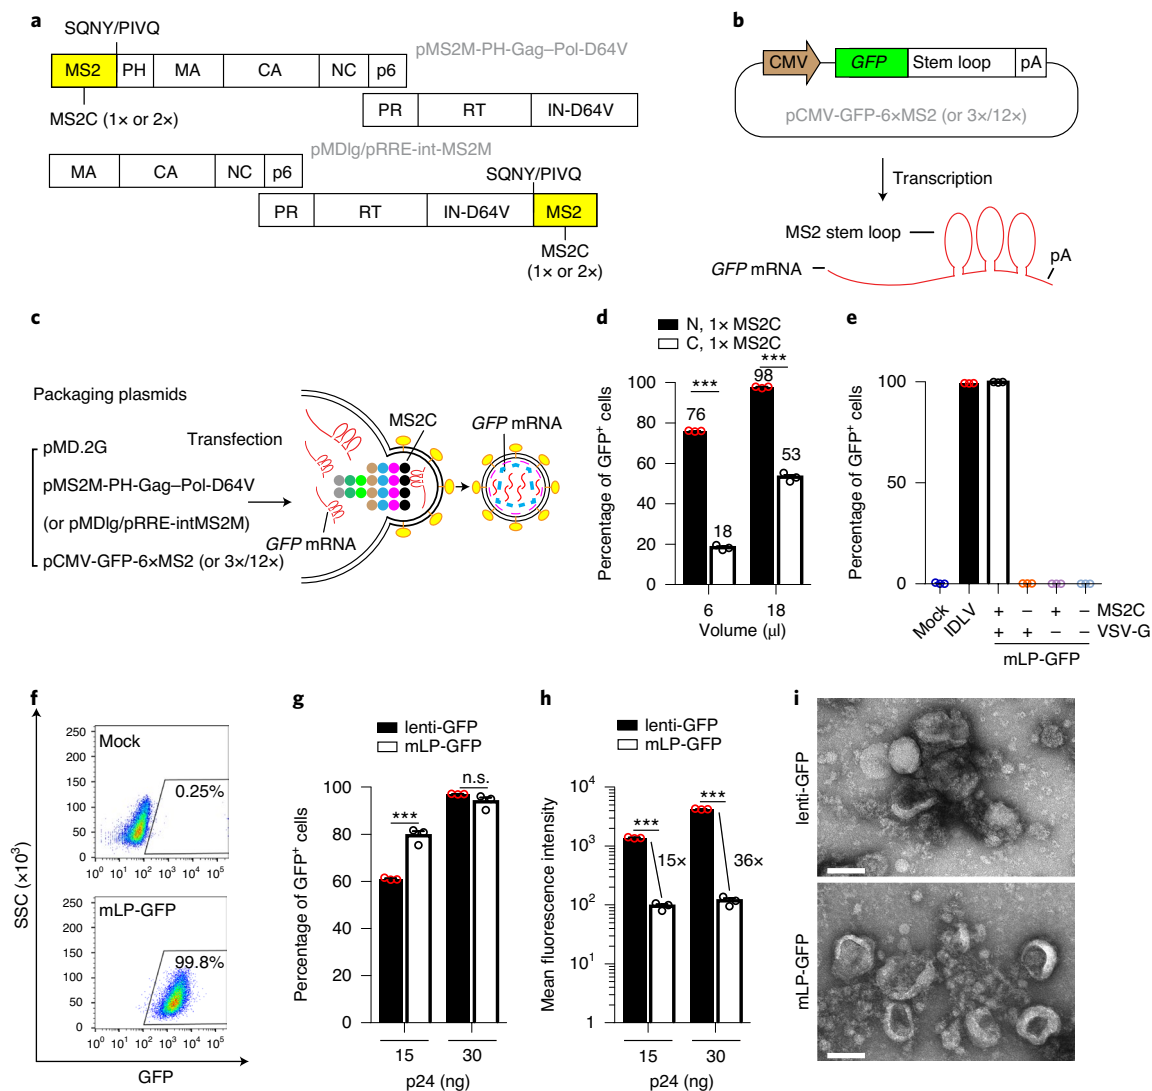 a
SQNY/PIVQ
pMS2M-PH-Gag–Pol-D64V
MS2 PH MA CA NC p6
MS2C (1× or 2×)
PR RT IN-D64V
pMDlg/pRRE-int-MS2M
MA CA NC p6
SQNY/PIVQ
PR RT IN-D64V MS2
MS2C
(1× or 2×)
b
CMV GFP Stem loop pA
pCMV-GFP-6×MS2 (or 3×/12×)
Transcription
MS2 stem loop
pA
GFP mRNA
c
Packaging plasmids
pMD.2G
pMS2M-PH-Gag–Pol-D64V
(or pMDlg/pRRE-intMS2M)
pCMV-GFP-6×MS2 (or 3×/12×)
Transfection
MS2C
GFP mRNA
GFP mRNA
d
N, 1× MS2C
C, 1× MS2C
Percentage of GFP+ cells
100
80
60
40
20
0
***
76
18
***
98
53
6 18
Volume (μl)
e
Percentage of GFP+ cells
100
50
0
Mock IDLV
+ – + – MS2C
+ + – – VSV-G
mLP-GFP
f
SSC (×10³)
250
200
150
100
50
0
Mock
0.25%
10⁰ 10¹ 10² 10³ 10⁴ 10⁵
250
200
150
100
50
0
mLP-GFP
99.8%
10⁰ 10¹ 10² 10³ 10⁴ 10⁵
GFP
g
lenti-GFP
mLP-GFP
Percentage of GFP+ cells
100
80
60
40
20
0
***
n.s.
15 30
p24 (ng)
h
lenti-GFP
mLP-GFP
Mean fluorescence intensity
10⁴
10³
10²
10¹
1
***
15×
***
36×
15 30
p24 (ng)
i
lenti-GFP
mLP-GFP